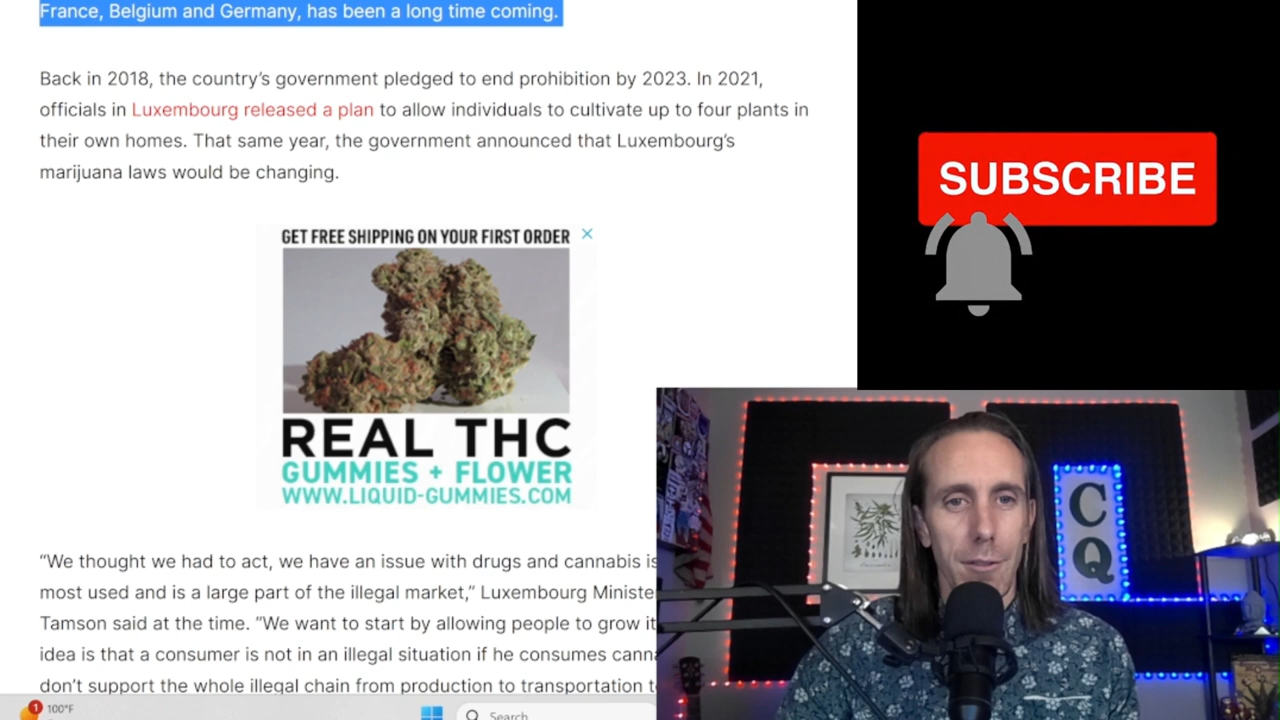 France, Belgium and Germany, has been a long time coming.
Back in 2018, the country’s government pledged to end prohibition by 2023. In 2021,
officials in Luxembourg released a plan to allow individuals to cultivate up to four plants in
their own homes. That same year, the government announced that Luxembourg’s
marijuana laws would be changing.
GET FREE SHIPPING ON YOUR FIRST ORDER
REAL THC
GUMMIES + FLOWER
WWW.LIQUID-GUMMIES.COM
“We thought we had to act, we have an issue with drugs and cannabis is
most used and is a large part of the illegal market,” Luxembourg Minister
Tamson said at the time. “We want to start by allowing people to grow it
idea is that a consumer is not in an illegal situation if he consumes
don’t support the whole illegal chain from production to transportation
SUBSCRIBE
C
Q
1
100°F
Search